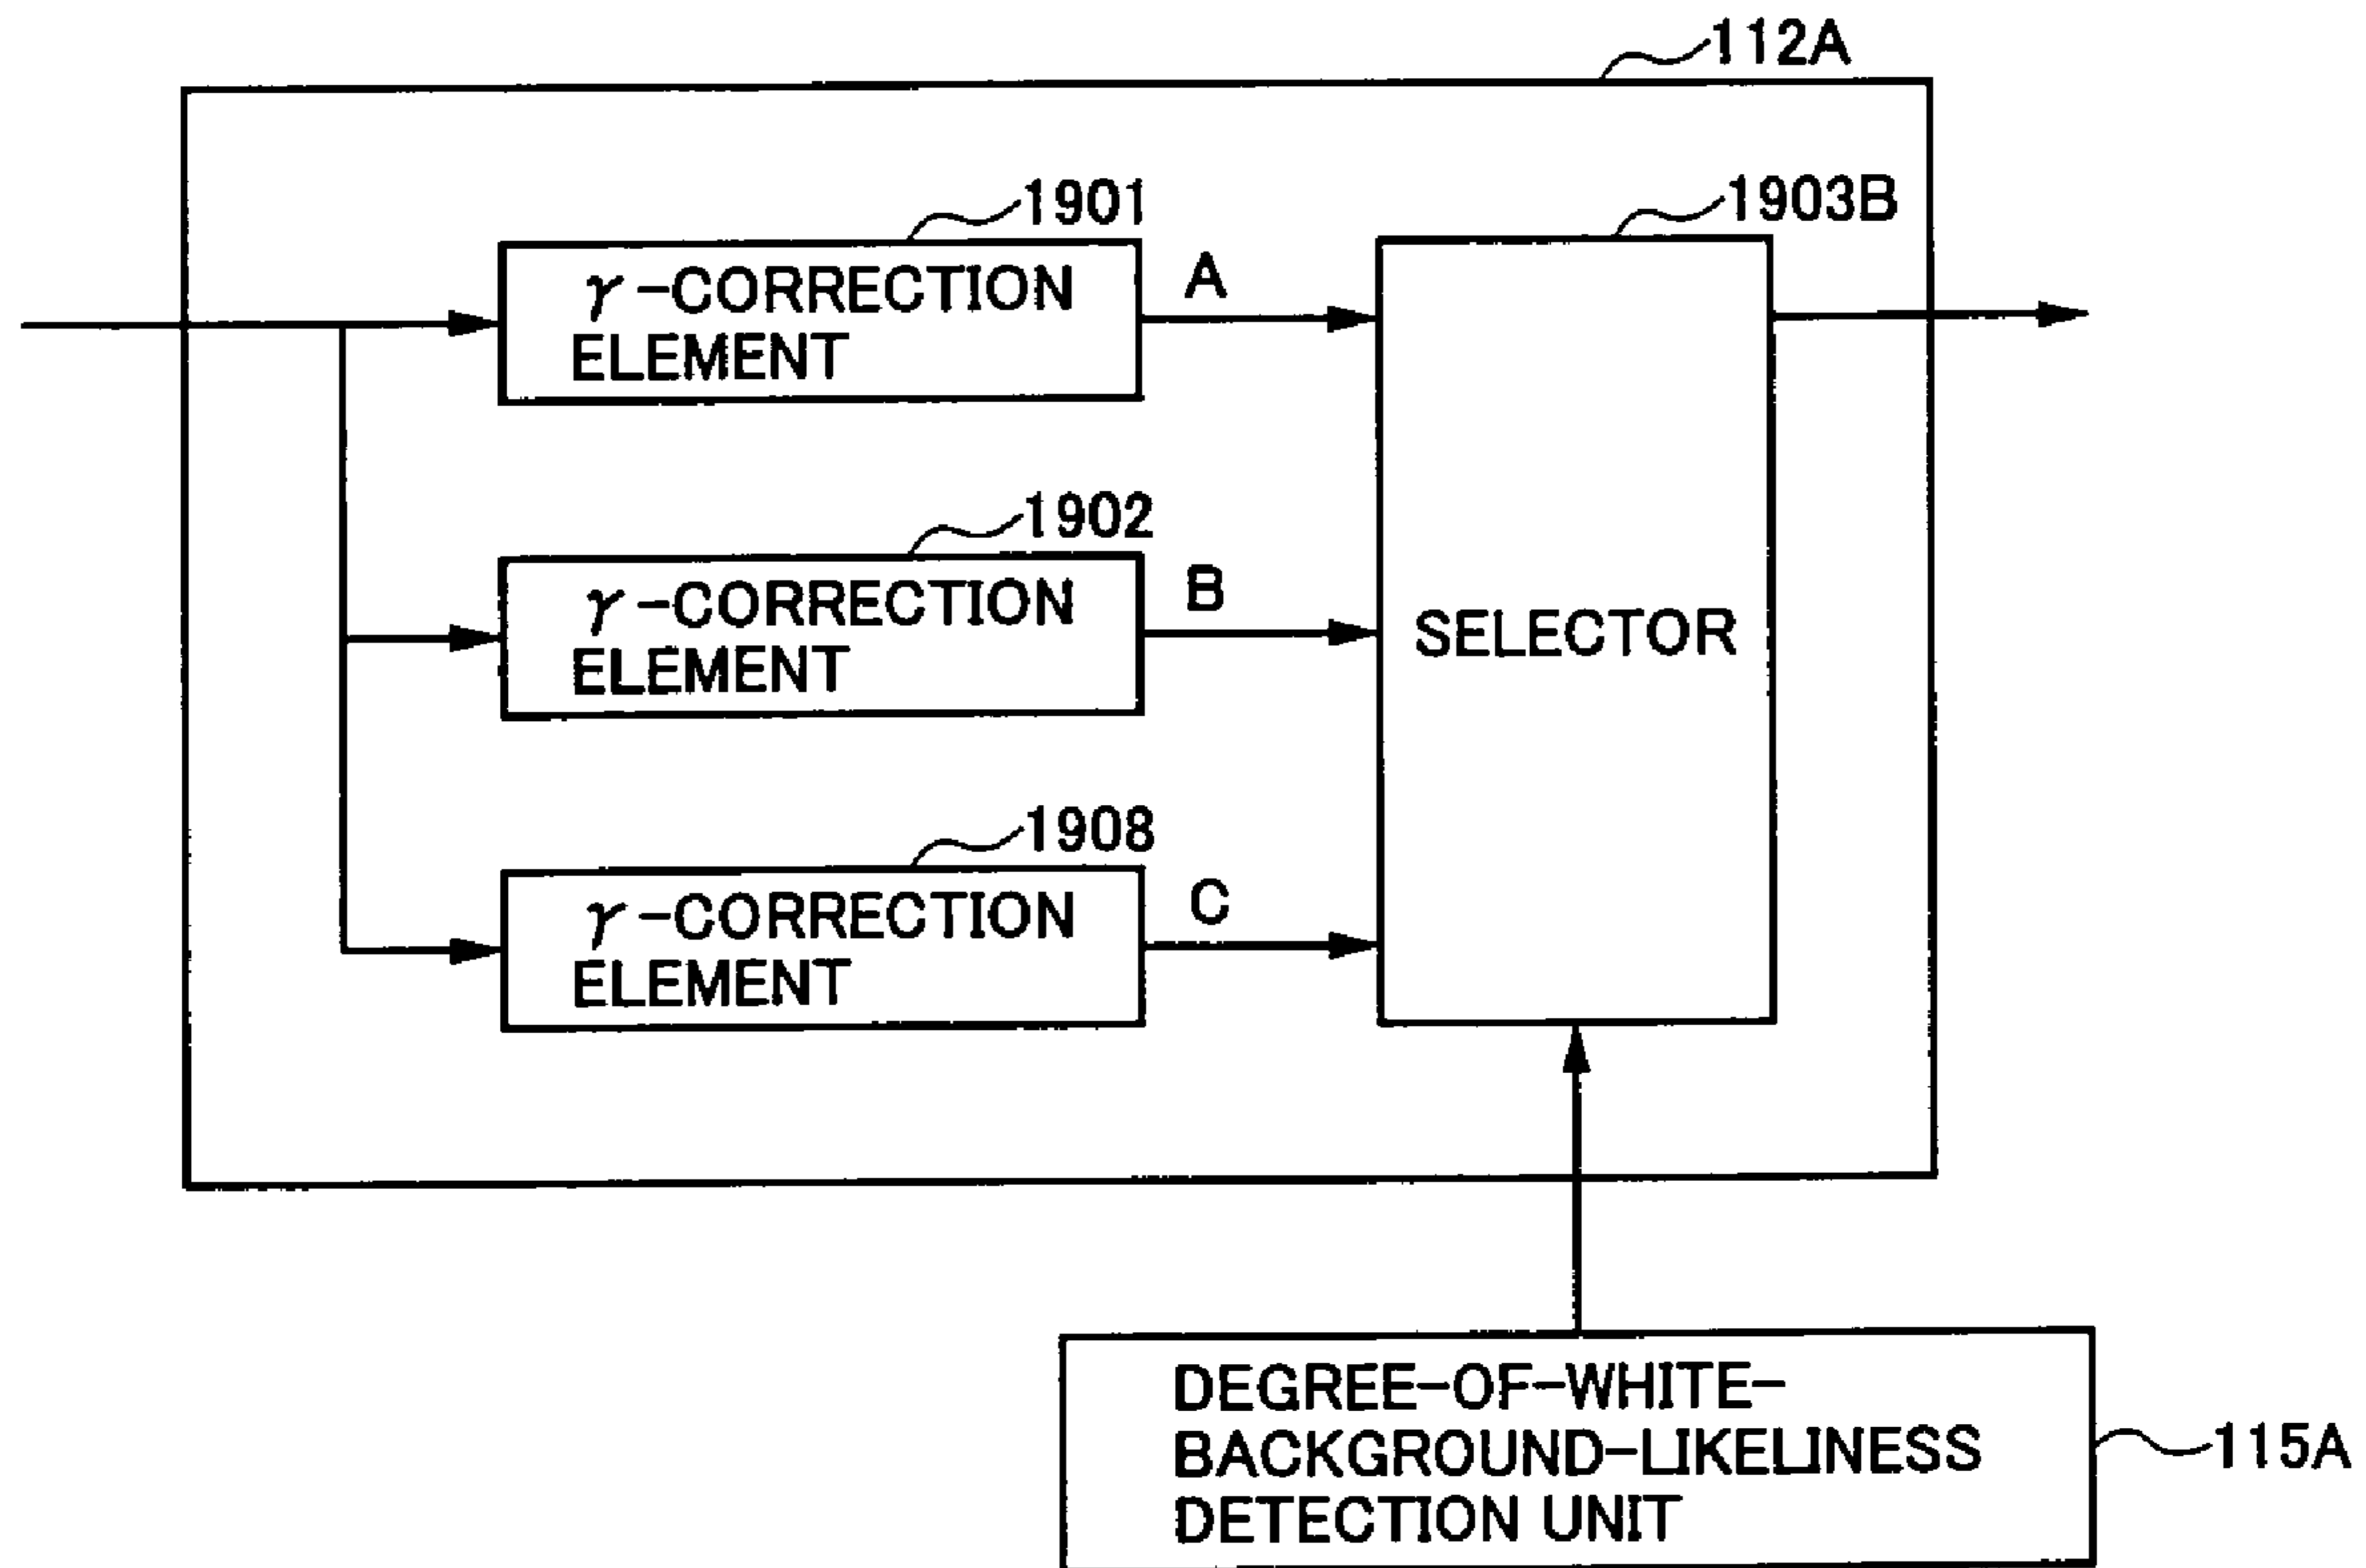 112A
1901
1903B
γ-CORRECTION
ELEMENT
A
1902
γ-CORRECTION
ELEMENT
B
SELECTOR
1908
γ-CORRECTION
ELEMENT
C
DEGREE-OF-WHITE-
BACKGROUND-LIKELINESS
DETECTION UNIT
115A